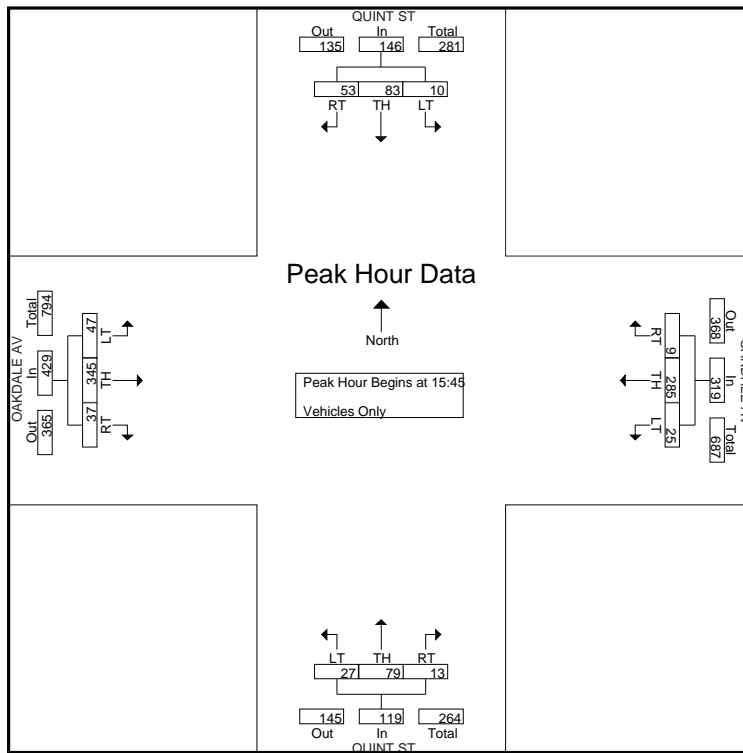 QUINT ST
Out In Total
135 146 281
53 83 10
RT TH LT
Peak Hour Data
North
Peak Hour Begins at 15:45
Vehicles Only
OAKDALE AV
Total In Out
794 429 365
47 345 37
LT TH RT
Out In Total
368 319 687
9 285 25
RT TH LT
LT TH RT
27 79 13
145 119 264
Out In Total
QUINT ST